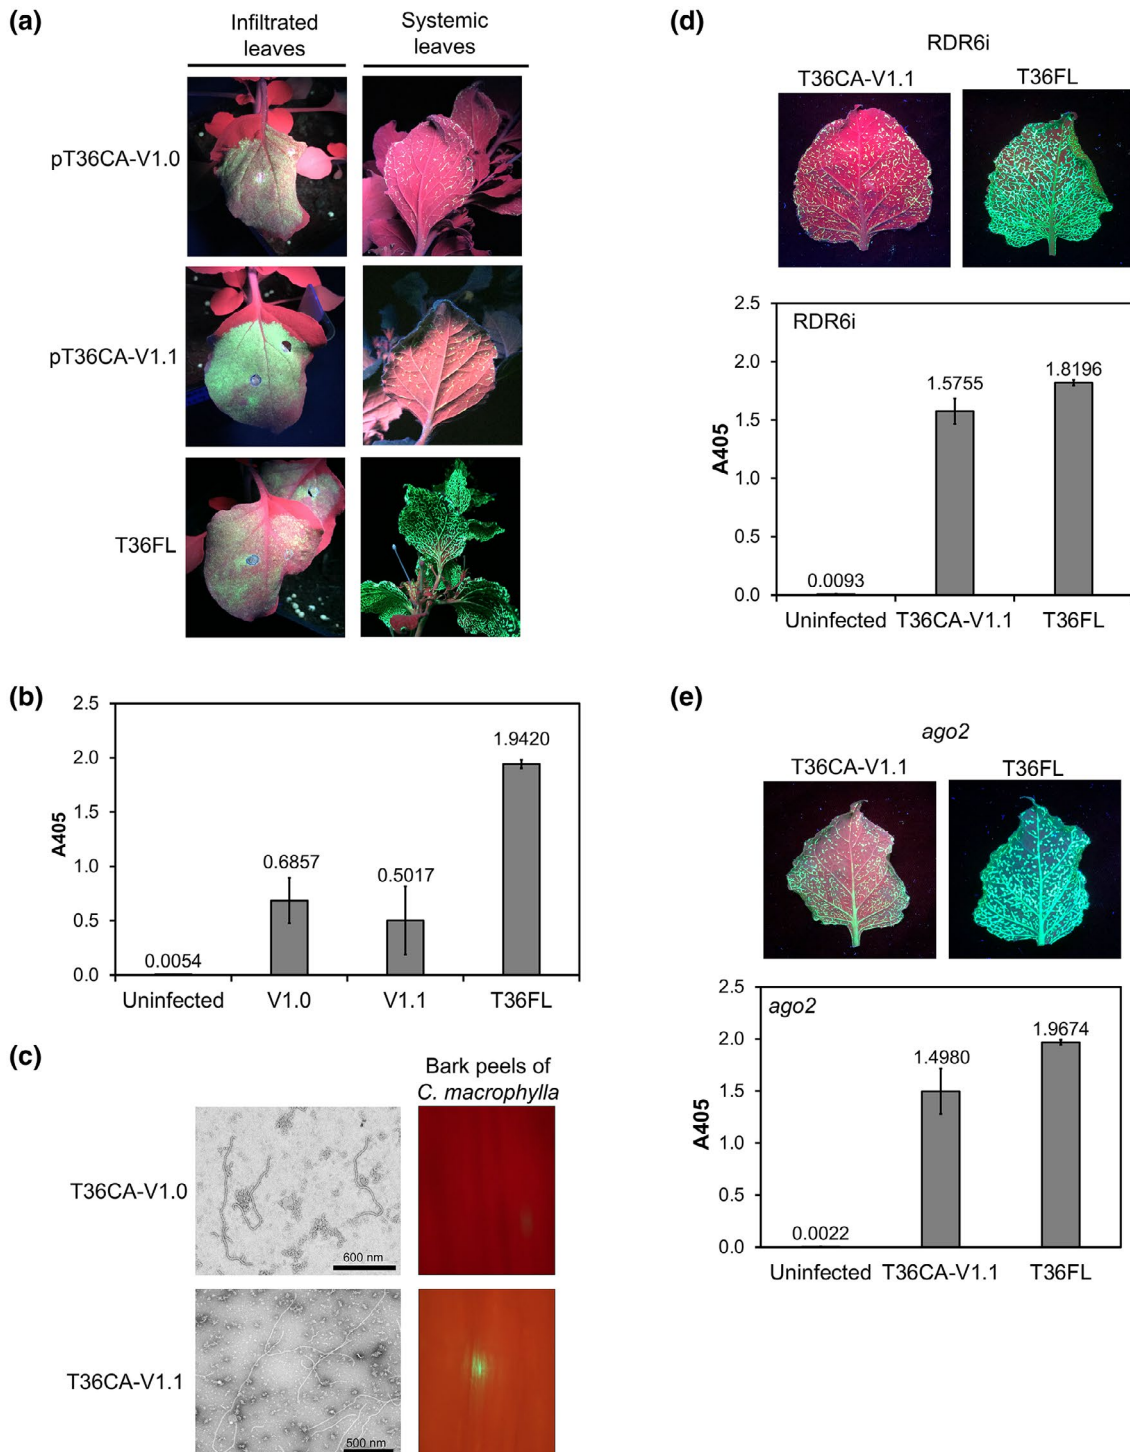 (a)
Infiltrated
leaves
Systemic
leaves
pT36CA-V1.0
pT36CA-V1.1
T36FL
(b)
2.5
2.0
1.5
1.0
0.5
0.0
A405
0.0054
0.6857
0.5017
1.9420
Uninfected
V1.0
V1.1
T36FL
(c)
Bark peels of
C. macrophylla
T36CA-V1.0
600 nm
T36CA-V1.1
500 nm
(d)
RDR6i
T36CA-V1.1
T36FL
2.5
2.0
1.5
1.0
0.5
0.0
A405
RDR6i
0.0093
1.5755
1.8196
Uninfected
T36CA-V1.1
T36FL
(e)
ago2
T36CA-V1.1
T36FL
2.5
2.0
1.5
1.0
0.5
0.0
A405
ago2
0.0022
1.4980
1.9674
Uninfected
T36CA-V1.1
T36FL